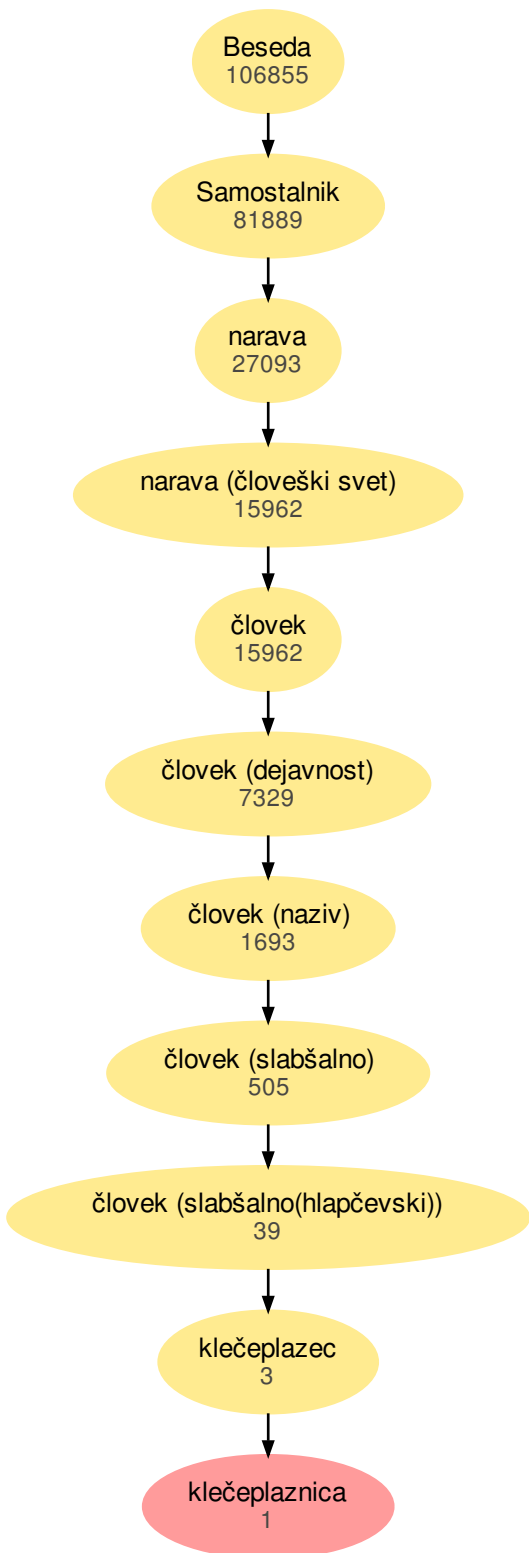 Beseda
106855
Samostalnik
81889
narava
27093
narava (človeški svet)
15962
človek
15962
človek (dejavnost)
7329
človek (naziv)
1693
človek (slabšalno)
505
človek (slabšalno(hlapčevski))
39
klečeplazec
3
klečeplaznica
1